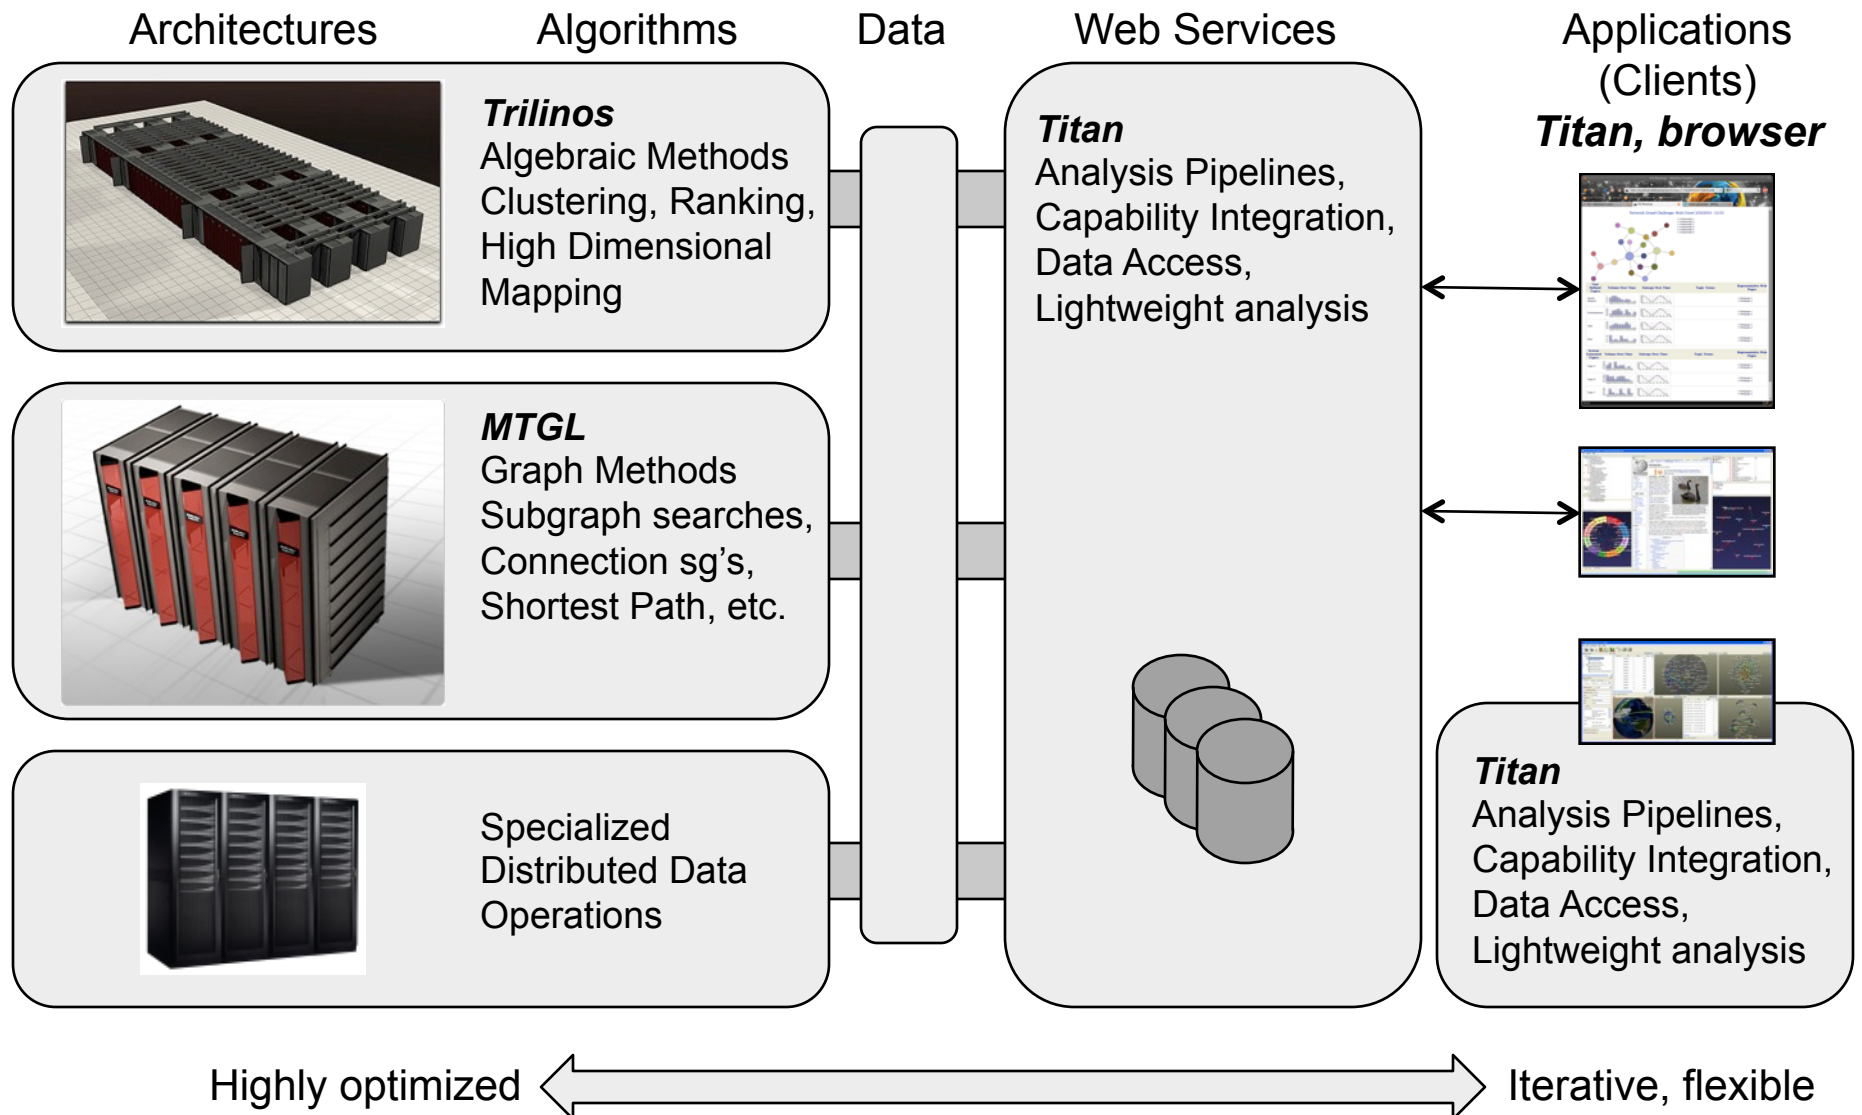 Architectures
Algorithms
Data
Web Services
Applications
(Clients)
Titan, browser
Trilinos
Algebraic Methods
Clustering, Ranking,
High Dimensional
Mapping
MTGL
Graph Methods
Subgraph searches,
Connection sg's,
Shortest Path, etc.
Specialized
Distributed Data
Operations
Titan
Analysis Pipelines,
Capability Integration,
Data Access,
Lightweight analysis
Titan
Analysis Pipelines,
Capability Integration,
Data Access,
Lightweight analysis
Highly optimized
Iterative, flexible